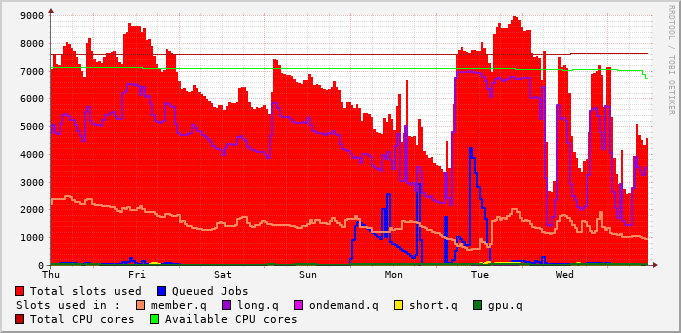 9000
8000
7000
6000
5000
4000
3000
2000
1000
0
Thu Fri Sat Sun Mon Tue Wed
RRDTOOL / TOBI OETIKER
Total slots used Queued Jobs
Slots used in : member.q long.q ondemand.q short.q gpu.q
Total CPU cores Available CPU cores